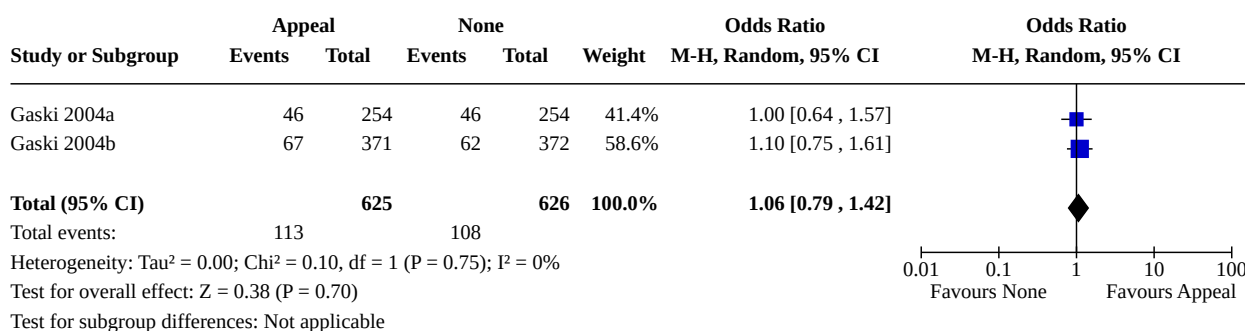 Appeal None Odds Ratio Odds Ratio
Study or Subgroup Events Total Events Total Weight M-H, Random, 95% CI M-H, Random, 95% CI
Gaski 2004a 46 254 46 254 41.4% 1.00 [0.64 , 1.57]
Gaski 2004b 67 371 62 372 58.6% 1.10 [0.75 , 1.61]
Total (95% CI) 625 626 100.0% 1.06 [0.79 , 1.42]
Total events: 113 108
Heterogeneity: Tau² = 0.00; Chi² = 0.10, df = 1 (P = 0.75); I² = 0%
0.01 0.1 1 10 100
Test for overall effect: Z = 0.38 (P = 0.70) Favours None Favours Appeal
Test for subgroup differences: Not applicable